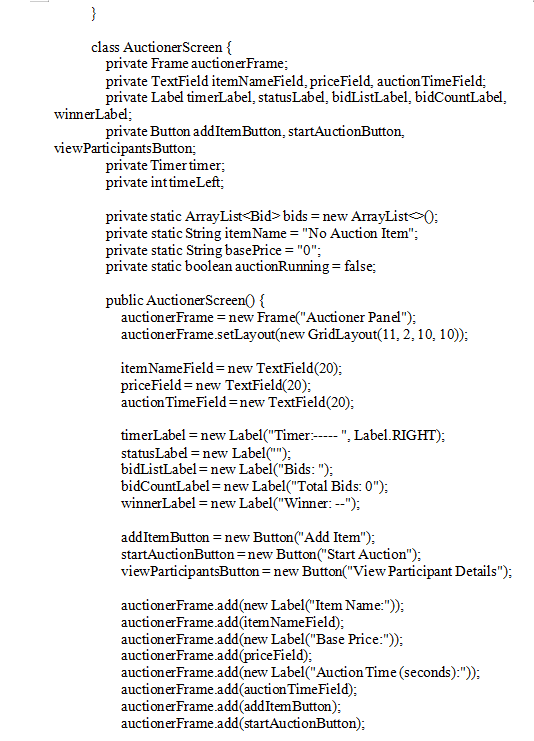 }
class AuctionerScreen {
private Frame auctionerFrame;
private TextField itemNameField, priceField, auctionTimeField;
private Label timerLabel, statusLabel, bidListLabel, bidCountLabel,
winnerLabel;
private Button addItemButton, startAuctionButton,
viewParticipantsButton;
private Timer timer;
private int timeLeft;
private static ArrayList<Bid> bids = new ArrayList<>();
private static String itemName = "No Auction Item";
private static String basePrice = "0";
private static boolean auctionRunning = false;
public AuctionerScreen() {
auctionerFrame = new Frame("Auctioner Panel");
auctionerFrame.setLayout(new GridLayout(11, 2, 10, 10));
itemNameField = new TextField(20);
priceField = new TextField(20);
auctionTimeField = new TextField(20);
timerLabel = new Label("Timer:----- ", Label.RIGHT);
statusLabel = new Label("");
bidListLabel = new Label("Bids: ");
bidCountLabel = new Label("Total Bids: 0");
winnerLabel = new Label("Winner: --");
addItemButton = new Button("Add Item");
startAuctionButton = new Button("Start Auction");
viewParticipantsButton = new Button("View Participant Details");
auctionerFrame.add(new Label("Item Name:"));
auctionerFrame.add(itemNameField);
auctionerFrame.add(new Label("Base Price:"));
auctionerFrame.add(priceField);
auctionerFrame.add(new Label("Auction Time (seconds):"));
auctionerFrame.add(auctionTimeField);
auctionerFrame.add(addItemButton);
auctionerFrame.add(startAuctionButton);